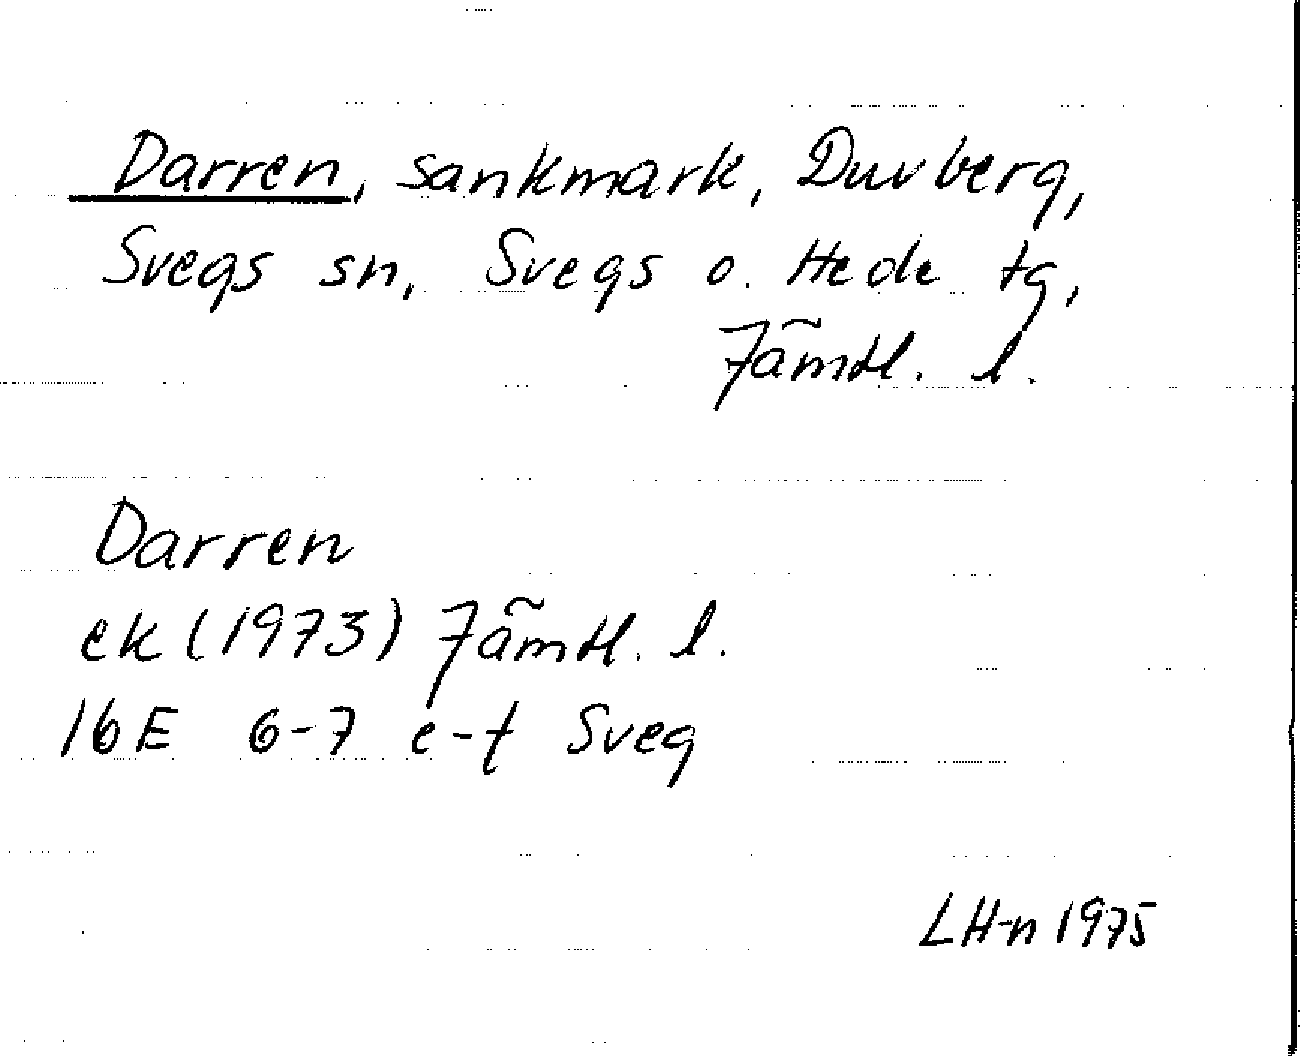 Darren, sankmark, Duvberg,
Svegs sn, Svegs o. Hede tg,
Jämtl. l.
Darren
ek (1973) Jämtl. l.
16E 6-7 e-f Sveg
LH-n 1975